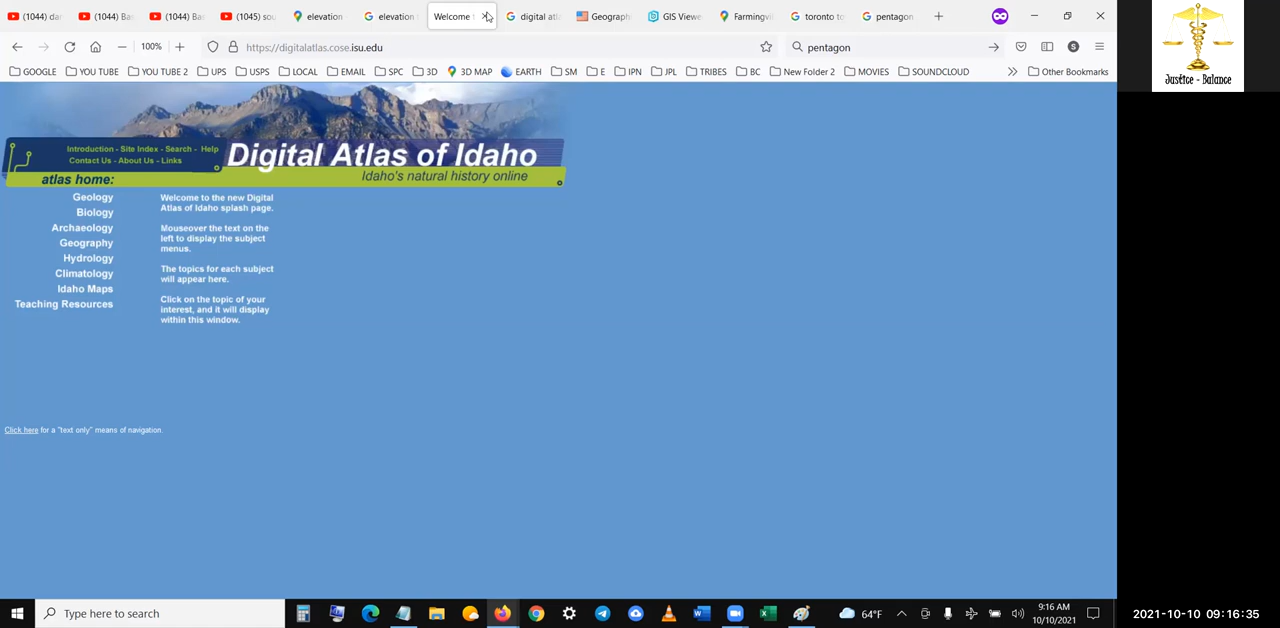 (1044) dar
(1044) Bas
(1044) Bas
(1045) sou
elevation
elevation
Welcome
digital atl
Geograph
GIS Viewe
Farmingvi
toronto to
pentagon
100%
https://digitalatlas.cose.isu.edu
pentagon
S
GOOGLE
YOU TUBE
YOU TUBE 2
UPS
USPS
LOCAL
EMAIL
SPC
3D
3D MAP
EARTH
SM
E
IPN
JPL
TRIBES
BC
New Folder 2
MOVIES
SOUNDCLOUD
Other Bookmarks
Justice - Balance
Introduction - Site Index - Search - Help
Contact Us - About Us - Links
Digital Atlas of Idaho
Idaho's natural history online
atlas home:
Geology
Biology
Archaeology
Geography
Hydrology
Climatology
Idaho Maps
Teaching Resources
Welcome to the new Digital
Atlas of Idaho splash page.
Mouseover the text on the
left to display the subject
menus.
The topics for each subject
will appear here.
Click on the topic of your
interest, and it will display
within this window.
Click here for a "text only" means of navigation.
Type here to search
64°F
9:16 AM
10/10/2021
2021-10-10 09:16:35